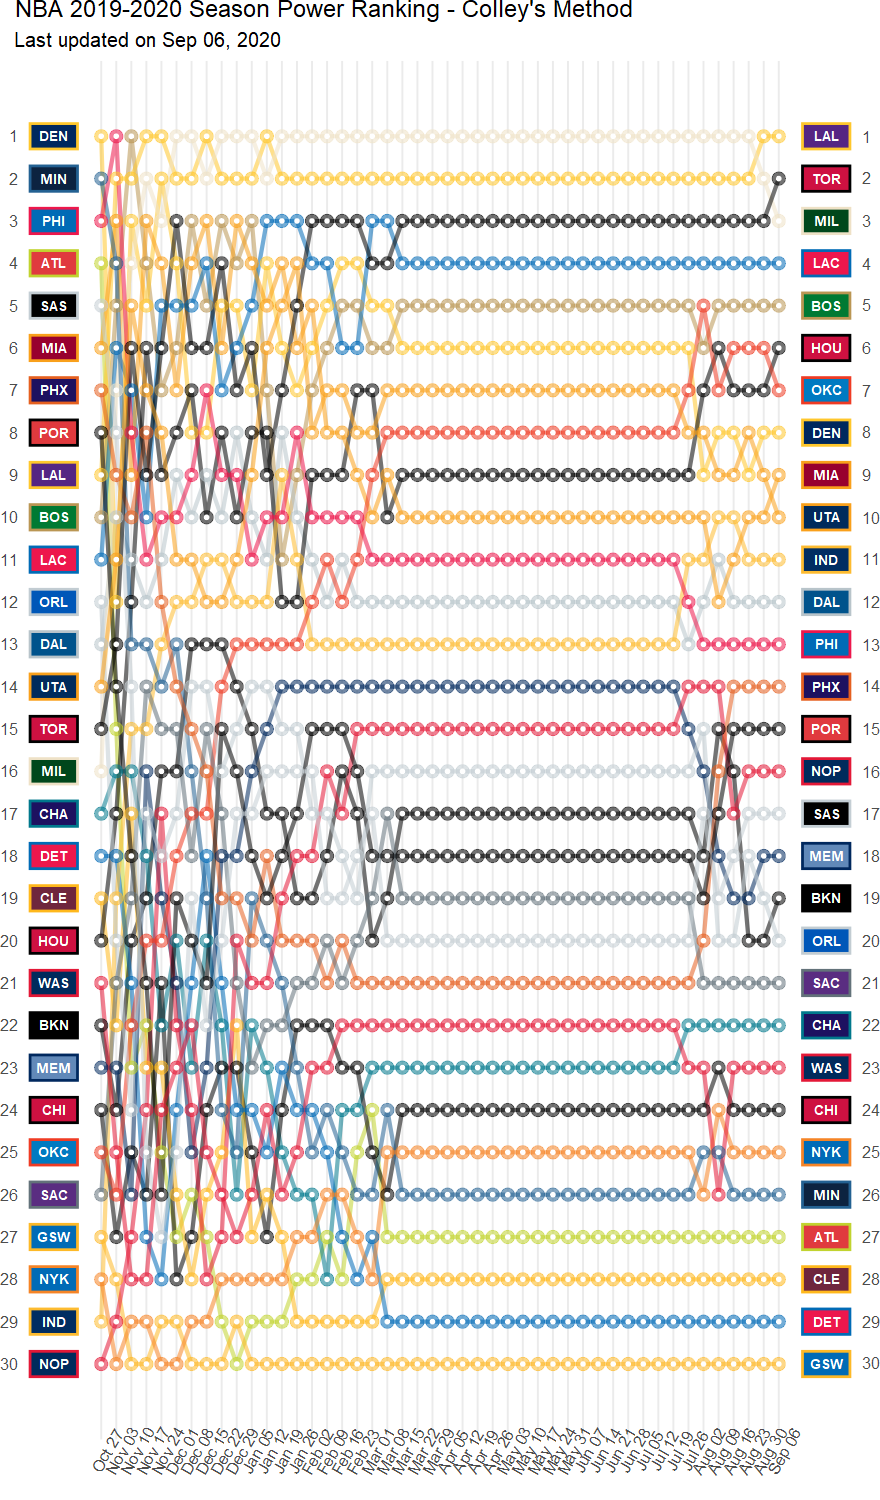 NBA 2019-2020 Season Power Ranking - Colley's Method
Last updated on Sep 06, 2020
1 DEN LAL 1
2 MIN TOR 2
3 PHI MIL 3
4 ATL LAC 4
5 SAS BOS 5
6 MIA HOU 6
7 PHX OKC 7
8 POR DEN 8
9 LAL MIA 9
10 BOS UTA 10
11 LAC IND 11
12 ORL DAL 12
13 DAL PHI 13
14 UTA PHX 14
15 TOR POR 15
16 MIL NOP 16
17 CHA SAS 17
18 DET MEM 18
19 CLE BKN 19
20 HOU ORL 20
21 WAS SAC 21
22 BKN CHA 22
23 MEM WAS 23
24 CHI CHI 24
25 OKC NYK 25
26 SAC MIN 26
27 GSW ATL 27
28 NYK CLE 28
29 IND DET 29
30 NOP GSW 30
Oct 27
Nov 03
Nov 10
Nov 17
Nov 24
Dec 01
Dec 08
Dec 15
Dec 22
Dec 29
Jan 05
Jan 12
Jan 19
Jan 26
Feb 02
Feb 09
Feb 16
Feb 23
Mar 01
Mar 08
Mar 15
Mar 22
Mar 29
Apr 05
Apr 12
Apr 19
Apr 26
May 03
May 10
May 17
May 24
May 31
Jun 07
Jun 14
Jun 21
Jun 28
Jul 05
Jul 12
Jul 19
Jul 26
Aug 02
Aug 09
Aug 16
Aug 23
Aug 30
Sep 06